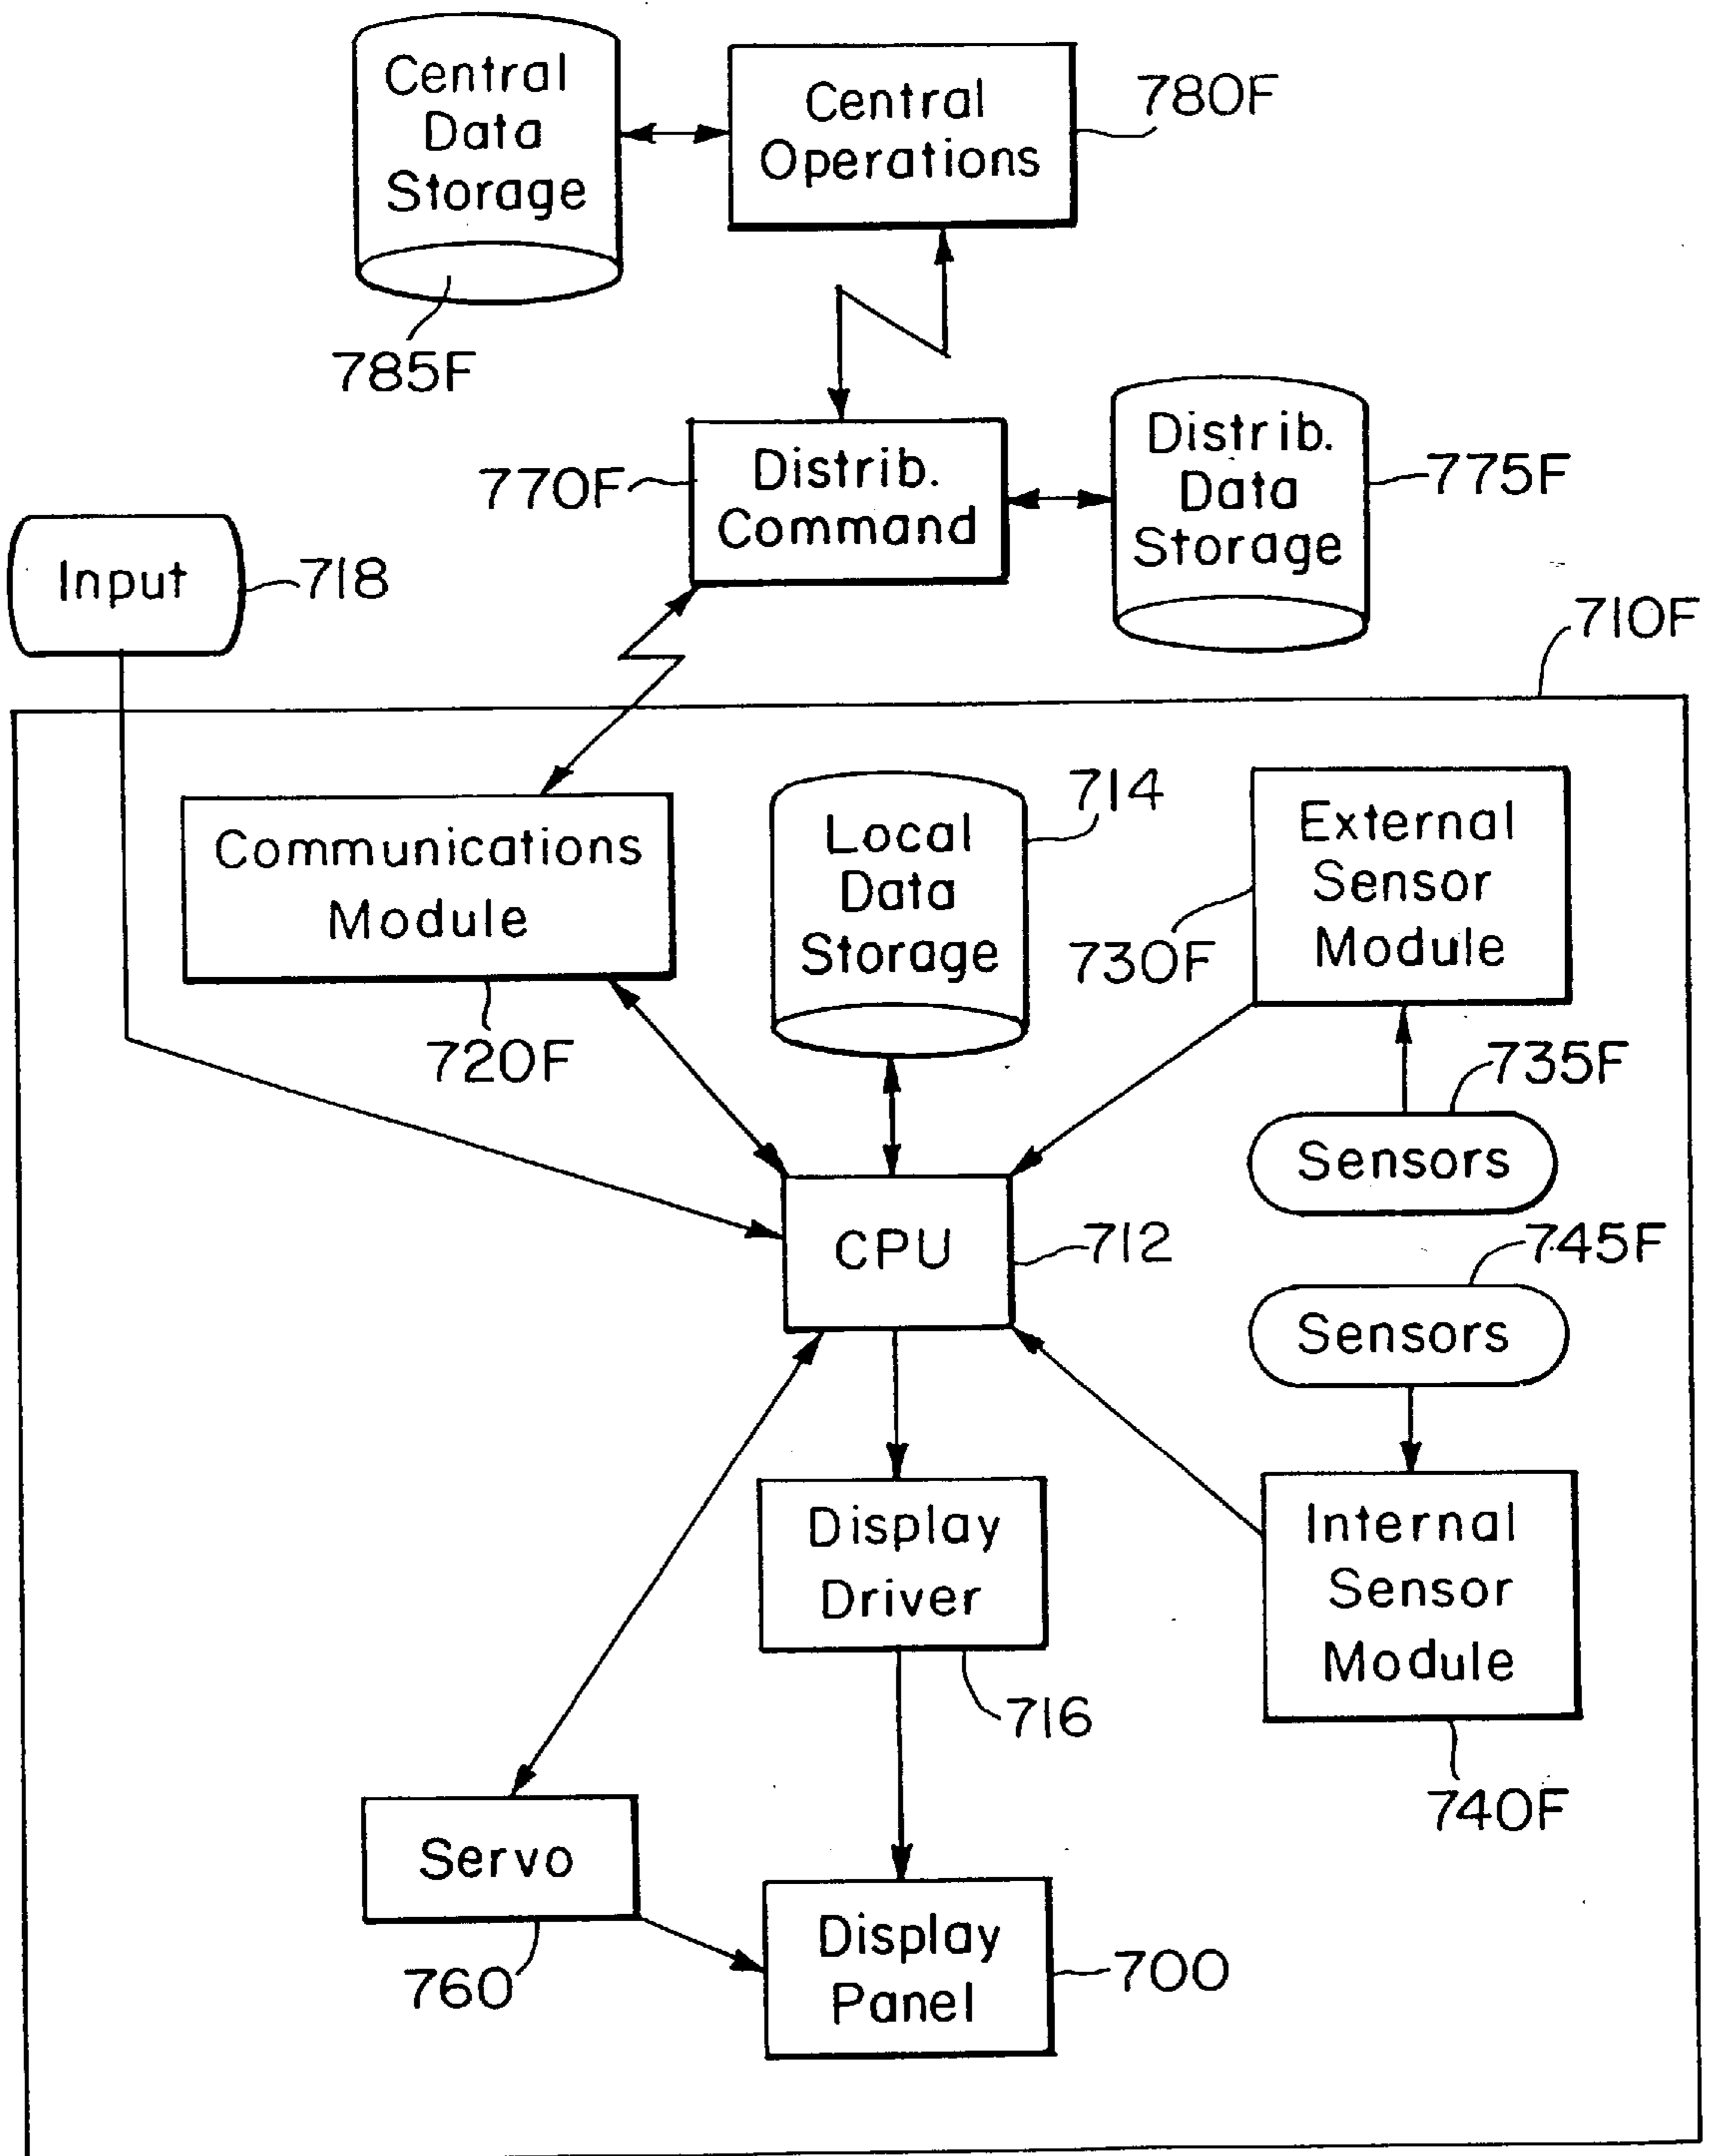 Central
Data
Storage
Central
Operations
780F
785F
Distrib.
Command
770F
Distrib.
Data
Storage
775F
Input
718
710F
Communications
Module
720F
Local
Data
Storage
714
External
Sensor
Module
730F
735F
Sensors
CPU
712
745F
Sensors
Display
Driver
716
Internal
Sensor
Module
740F
Servo
760
Display
Panel
700